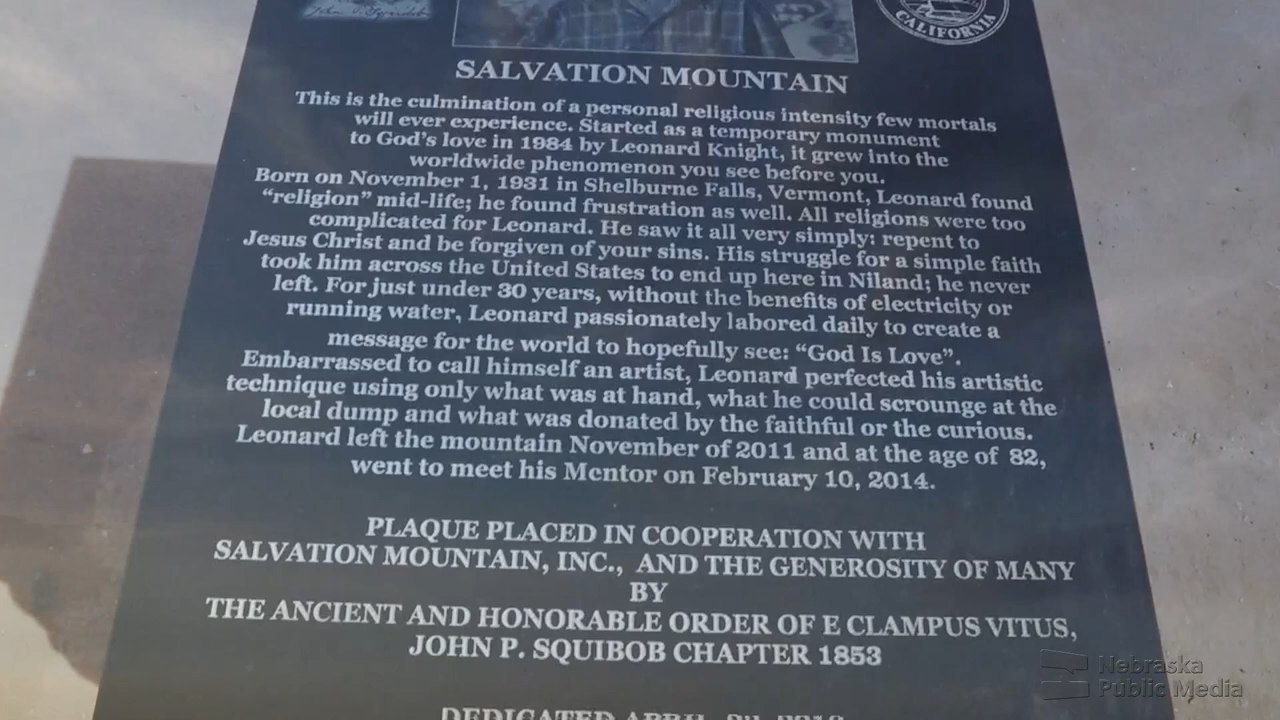 CALIFORNIA
SALVATION MOUNTAIN
This is the culmination of a personal religious intensity few mortals
will ever experience. Started as a temporary monument
to God's love in 1984 by Leonard Knight, it grew into the
worldwide phenomenon you see before you.
Born on November 1, 1931 in Shelburne Falls, Vermont, Leonard found
“religion” mid-life; he found frustration as well. All religions were too
complicated for Leonard. He saw it all very simply: repent to
Jesus Christ and be forgiven of your sins. His struggle for a simple faith
took him across the United States to end up here in Niland; he never
left. For just under 30 years, without the benefits of electricity or
running water, Leonard passionately labored daily to create a
message for the world to hopefully see: “God Is Love”.
Embarrassed to call himself an artist, Leonard perfected his artistic
technique using only what was at hand, what he could scrounge at the
local dump and what was donated by the faithful or the curious.
Leonard left the mountain November of 2011 and at the age of 82,
went to meet his Mentor on February 10, 2014.
PLAQUE PLACED IN COOPERATION WITH
SALVATION MOUNTAIN, INC., AND THE GENEROSITY OF MANY
BY
THE ANCIENT AND HONORABLE ORDER OF E CLAMPUS VITUS,
JOHN P. SQUIBOB CHAPTER 1853
DEDICATED APRIL
Nebraska
Public Media